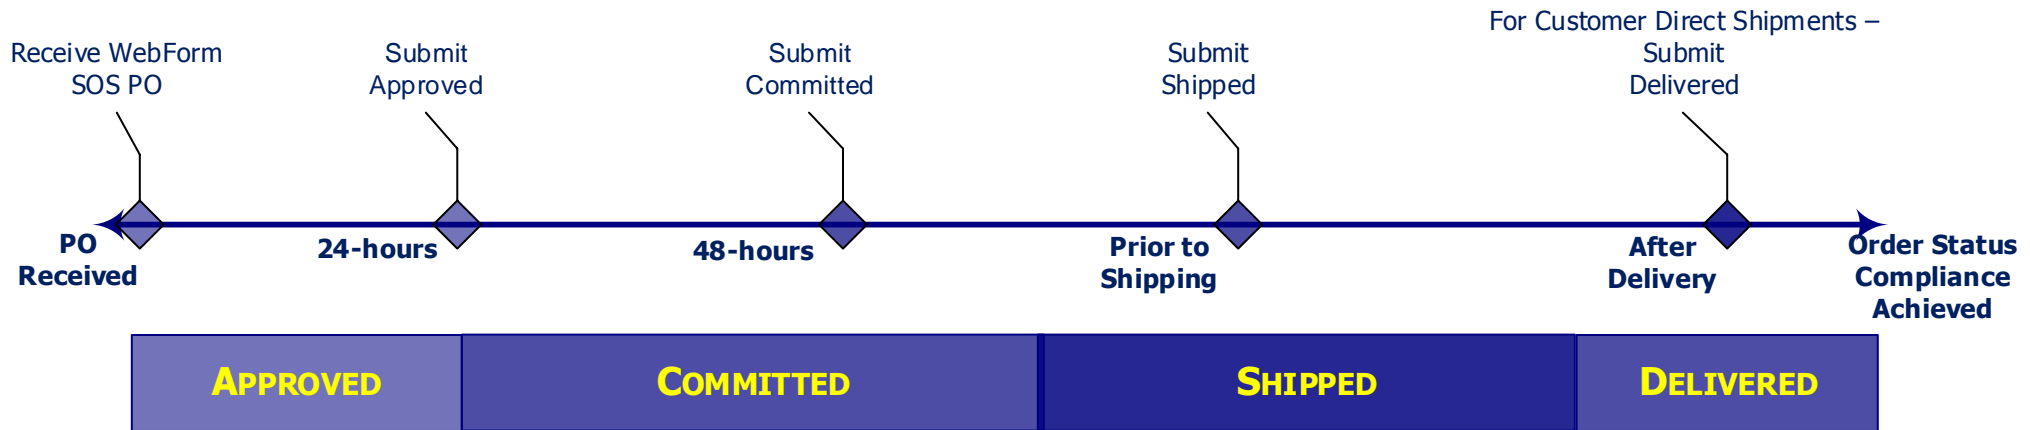 For Customer Direct Shipments –
Receive WebForm
SOS PO
Submit
Approved
Submit
Committed
Submit
Shipped
Submit
Delivered
PO
Received
24-hours
48-hours
Prior to
Shipping
After
Delivery
Order Status
Compliance
Achieved
APPROVED
COMMITTED
SHIPPED
DELIVERED